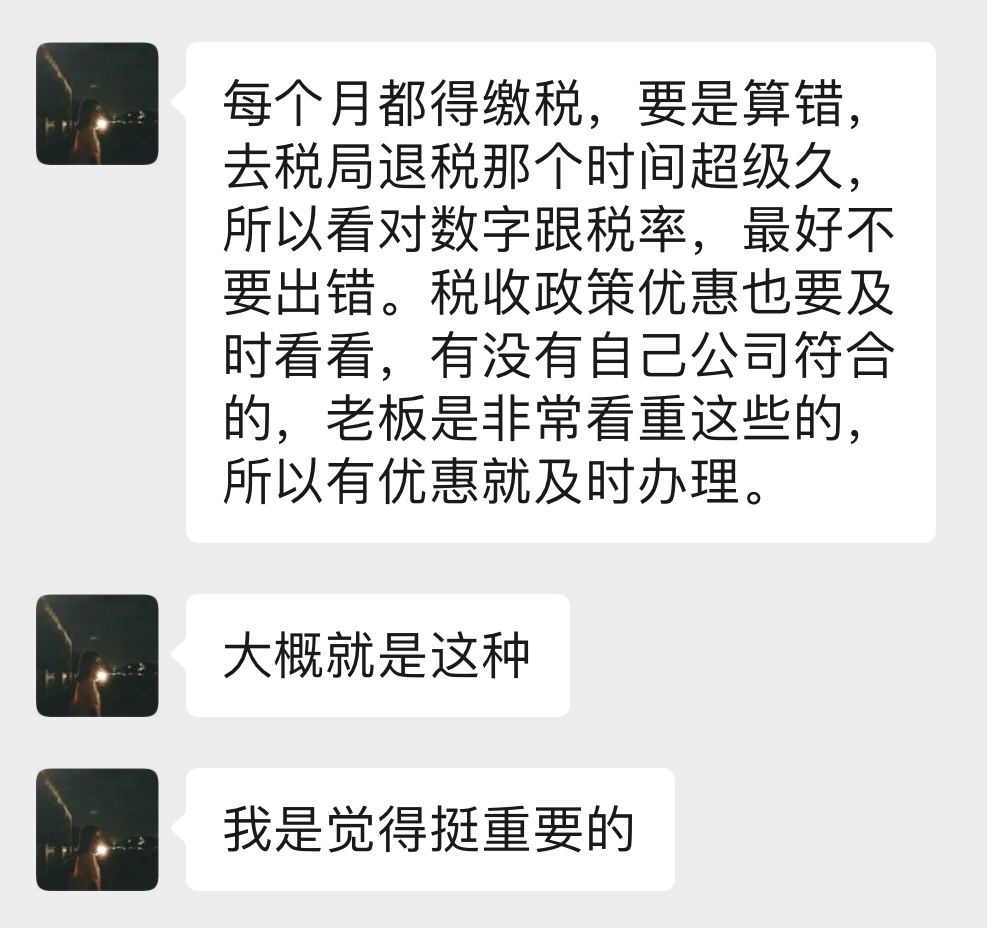 每个月都得缴税，要是算错，
去税局退税那个时间超级久，
所以看对数字跟税率，最好不
要出错。税收政策优惠也要及
时看看，有没有自己公司符合
的，老板是非常看重这些的，
所以有优惠就及时办理。
大概就是这种
我是觉得挺重要的